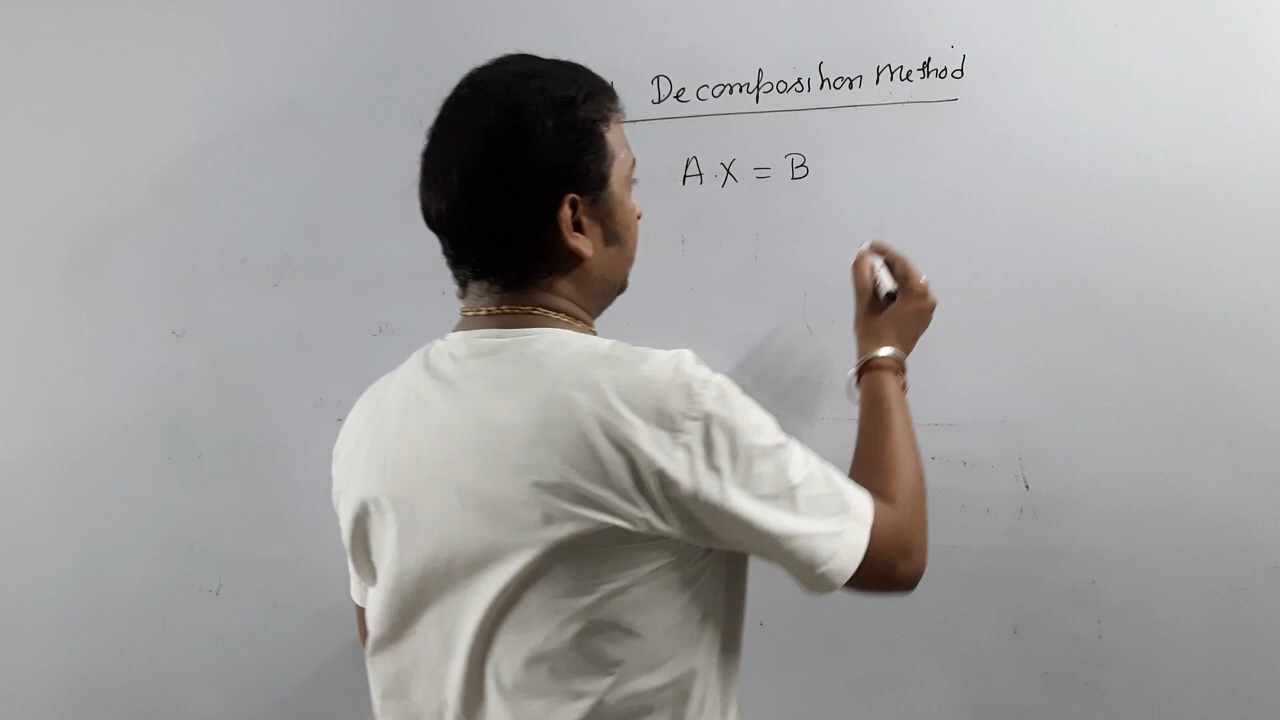 Decomposition Method
A.X = B